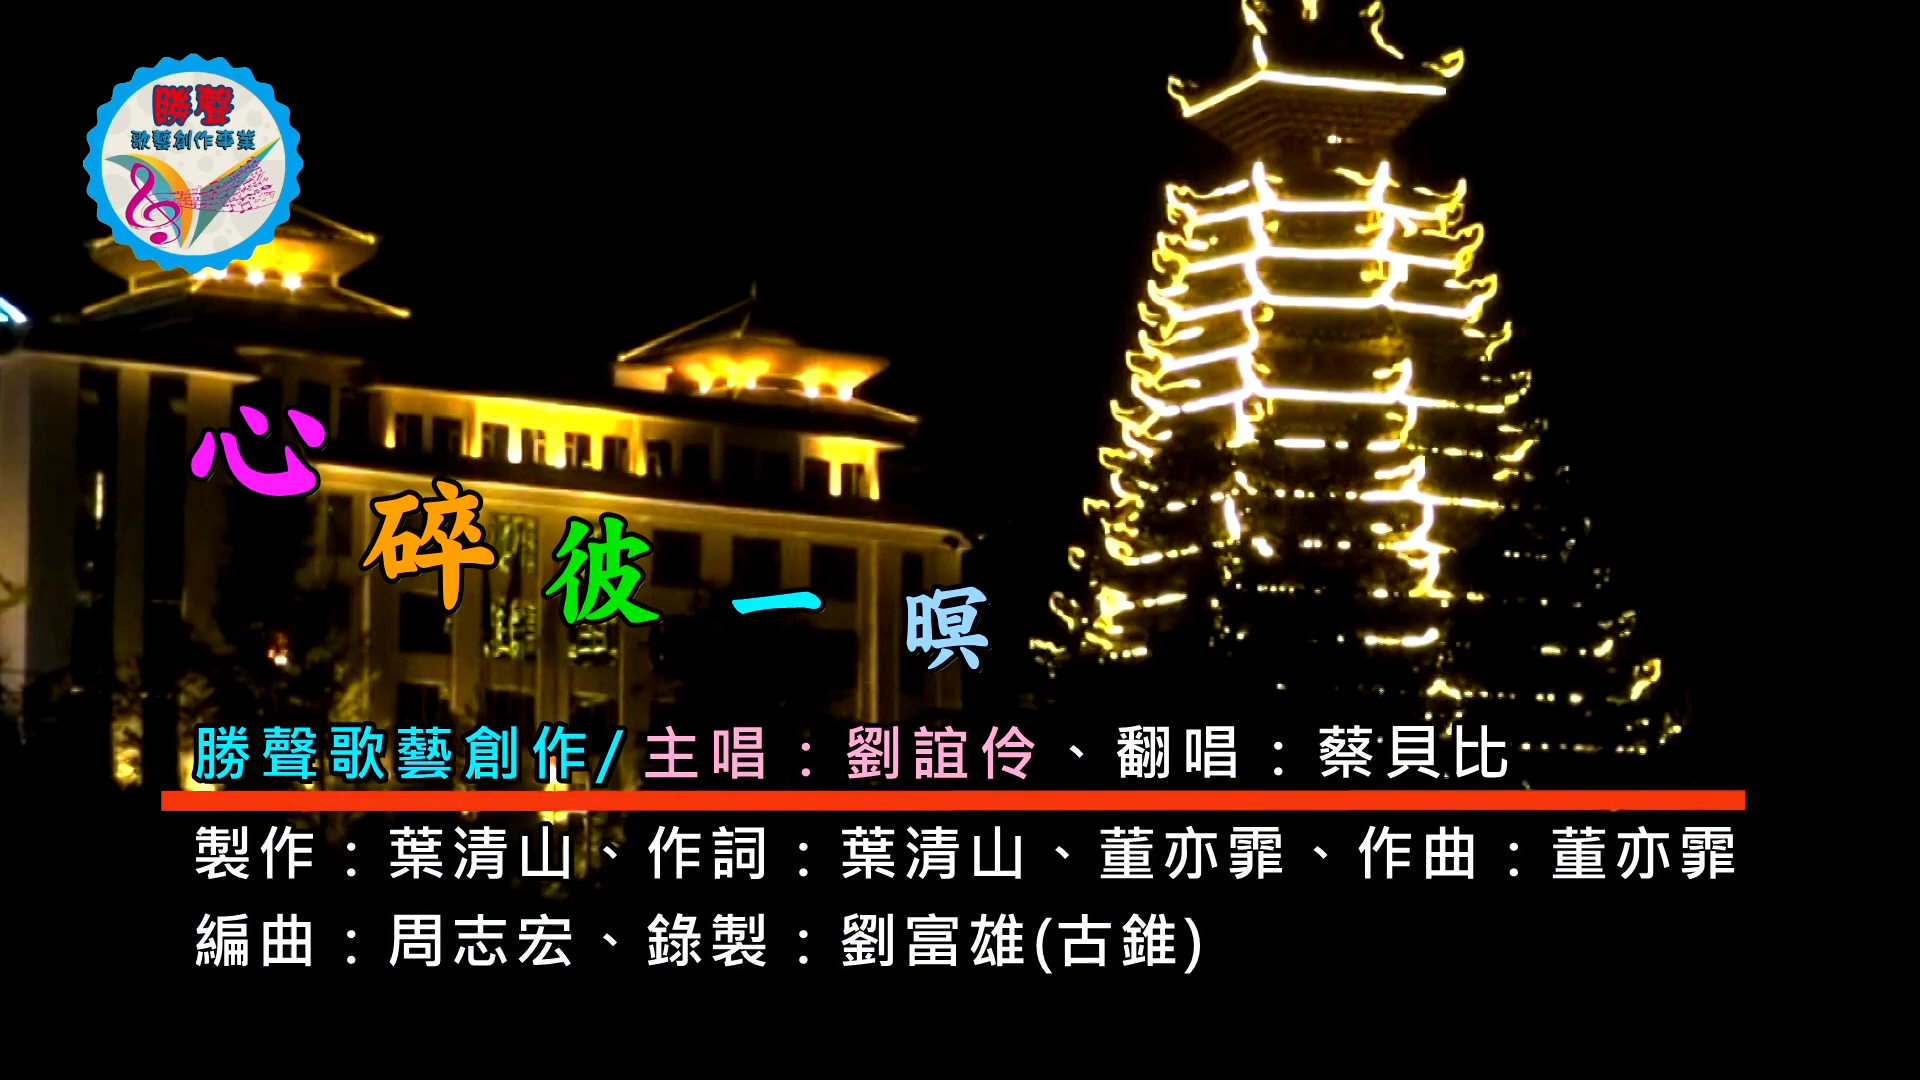 勝聲
歌藝創作事業
心碎彼一暝
勝聲歌藝創作/主唱：劉誼伶、翻唱：蔡貝比
製作：葉清山、作詞：葉清山、董亦霏、作曲：董亦霏
編曲：周志宏、錄製：劉富雄(古錐)